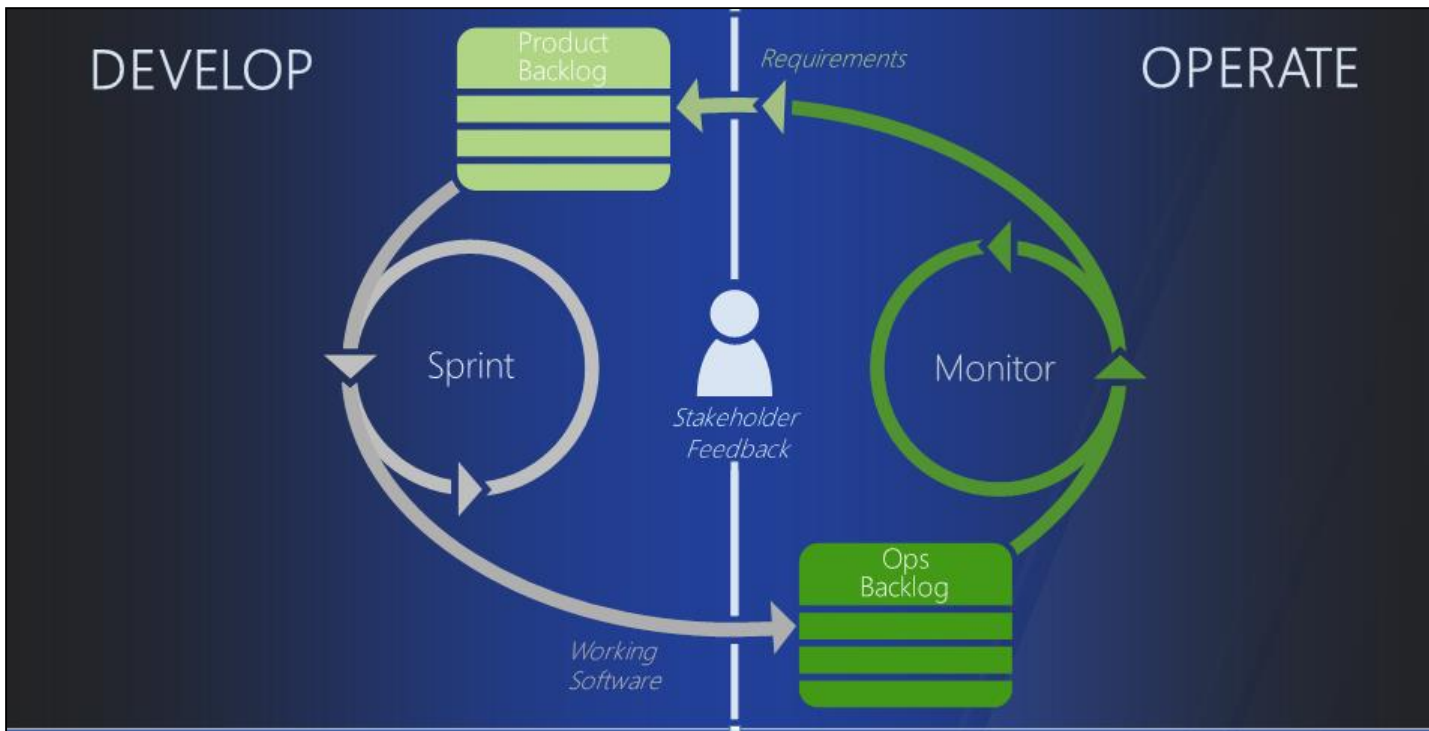 DEVELOP
Product
Backlog
Requirements
OPERATE
Sprint
Stakeholder
Feedback
Monitor
Ops
Backlog
Working
Software